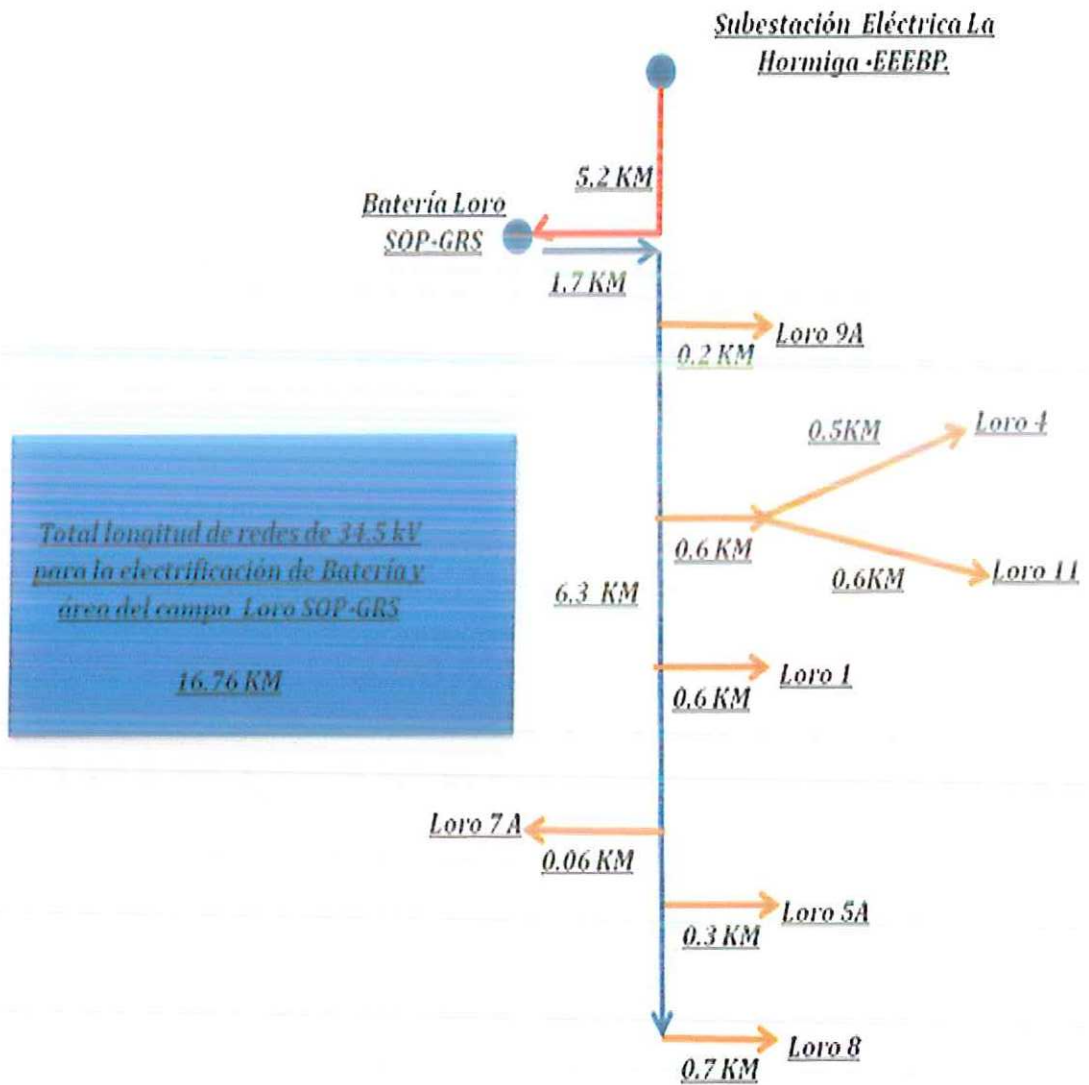 Subestación Eléctrica La
Hormiga -EEEBP.
5,2 KM
Batería Loro
SOP-GRS
1,7 KM
Loro 9A
0.2 KM
0.5KM
Loro 4
0.6 KM
0.6KM
Loro 11
6.3 KM
Total longitud de redes de 34.5 kV
para la electrificación de Batería y
área del campo Loro SOP-GRS
16.76 KM
Loro 1
0,6 KM
Loro 7 A
0.06 KM
Loro 5A
0.3 KM
Loro 8
0.7 KM